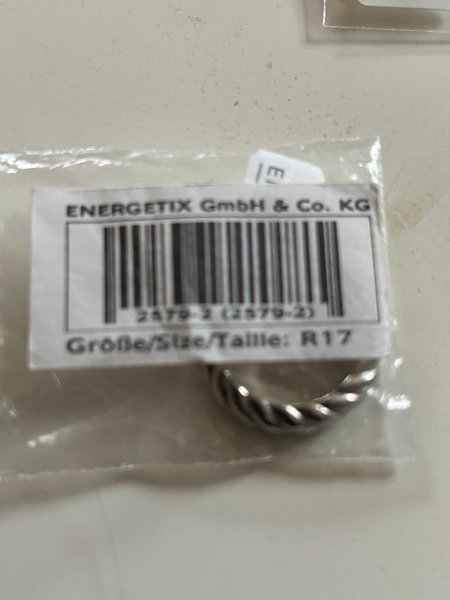 ENERGETIX GmbH & Co. KG
2579-2 (2579-2)
Größe/Size/Taille: R17